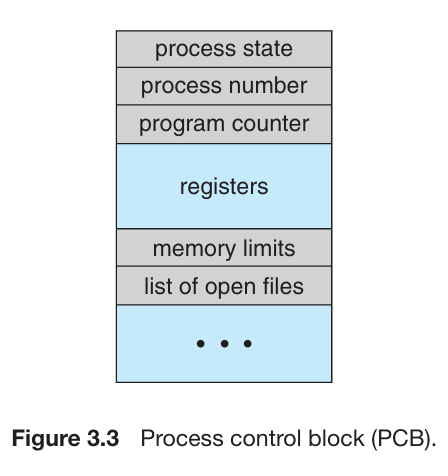 process state
process number
program counter
registers
memory limits
list of open files
• • •
Figure 3.3 Process control block (PCB).